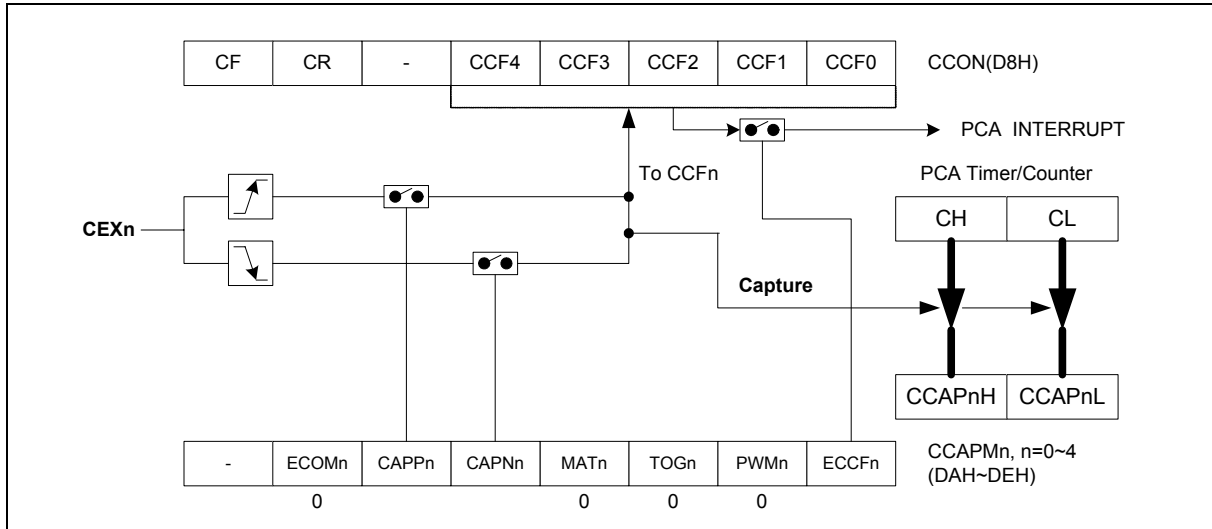 CF CR - CCF4 CCF3 CCF2 CCF1 CCF0 CCON(D8H)
PCA INTERRUPT
To CCFn
PCA Timer/Counter
CH CL
CEXn
Capture
CCAPnH CCAPnL
- ECOMn CAPPn CAPNn MATn TOGn PWMn ECCFn
CCAPMn, n=0~4
(DAH~DEH)
0 0 0 0